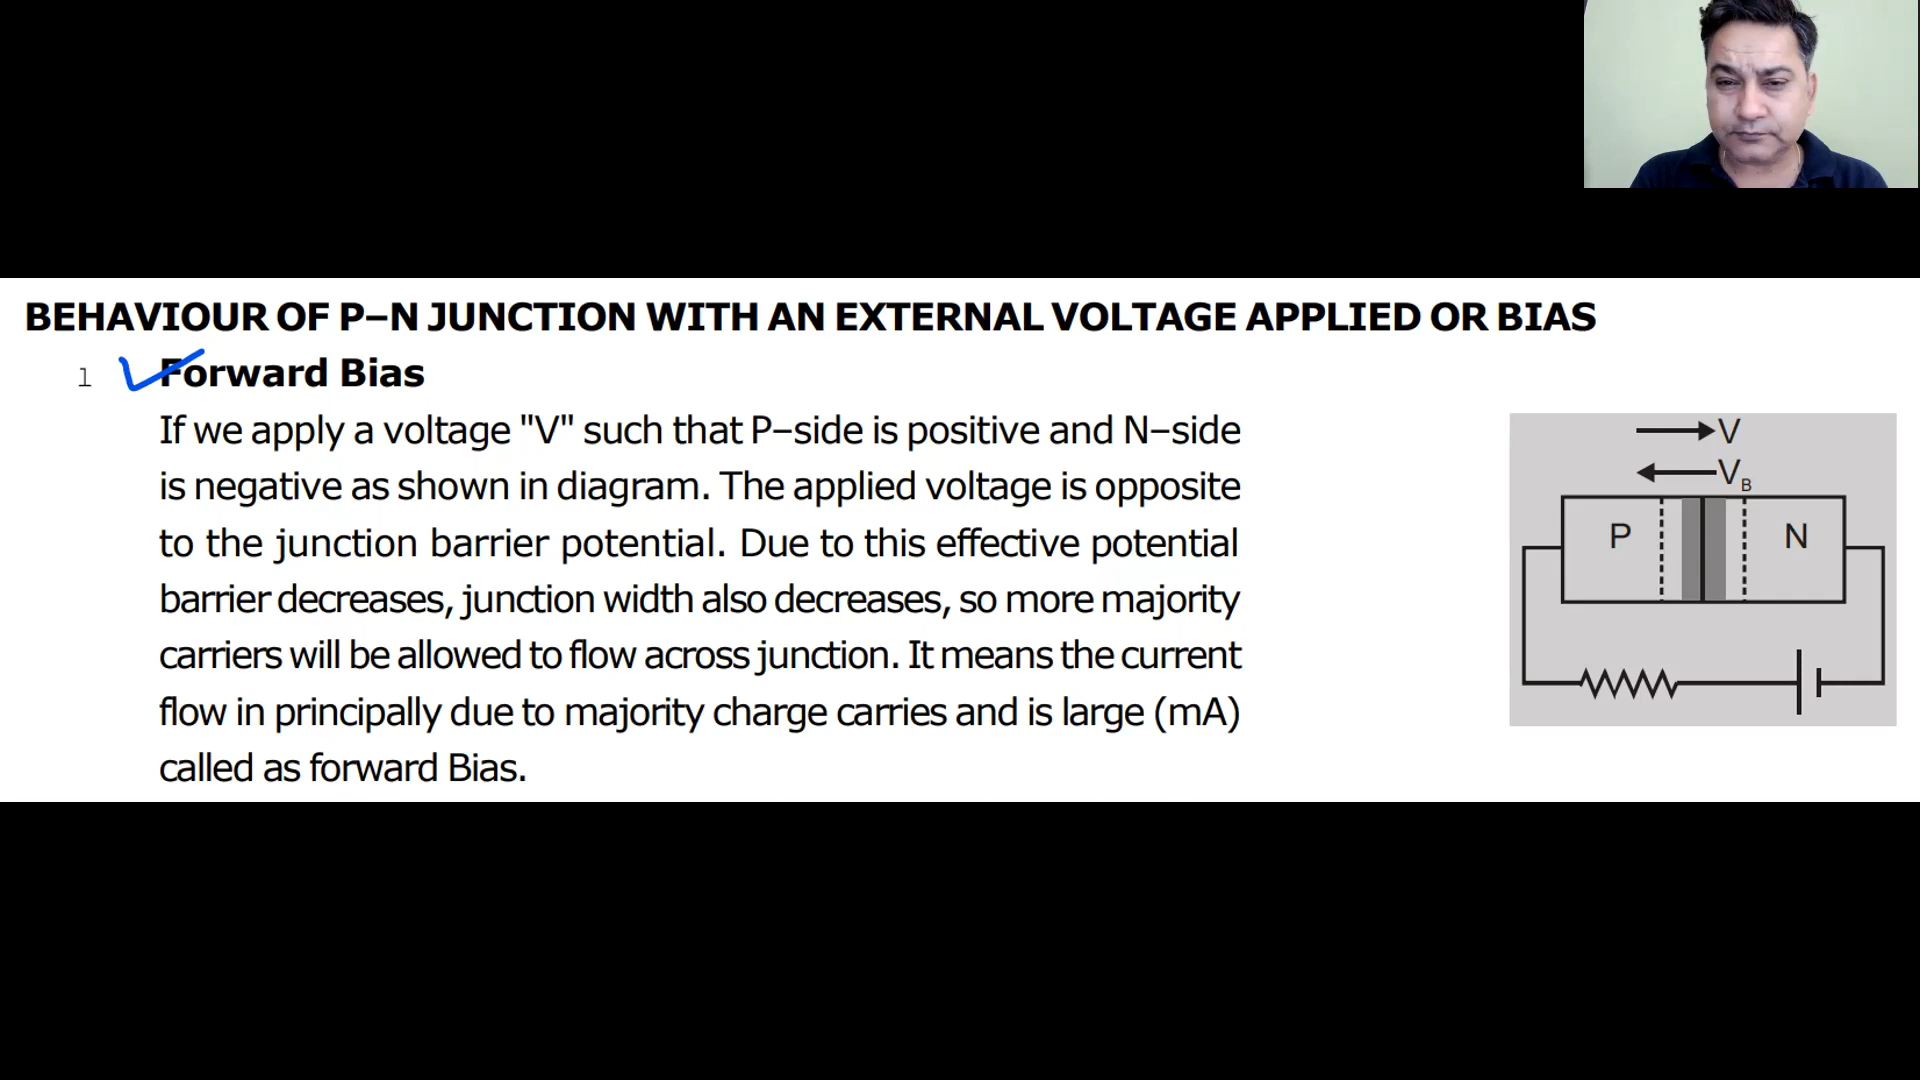 BEHAVIOUR OF P–N JUNCTION WITH AN EXTERNAL VOLTAGE APPLIED OR BIAS
1 Forward Bias
If we apply a voltage "V" such that P–side is positive and N–side
is negative as shown in diagram. The applied voltage is opposite
to the junction barrier potential. Due to this effective potential
barrier decreases, junction width also decreases, so more majority
carriers will be allowed to flow across junction. It means the current
flow in principally due to majority charge carries and is large (mA)
called as forward Bias.
V
V_B
P N